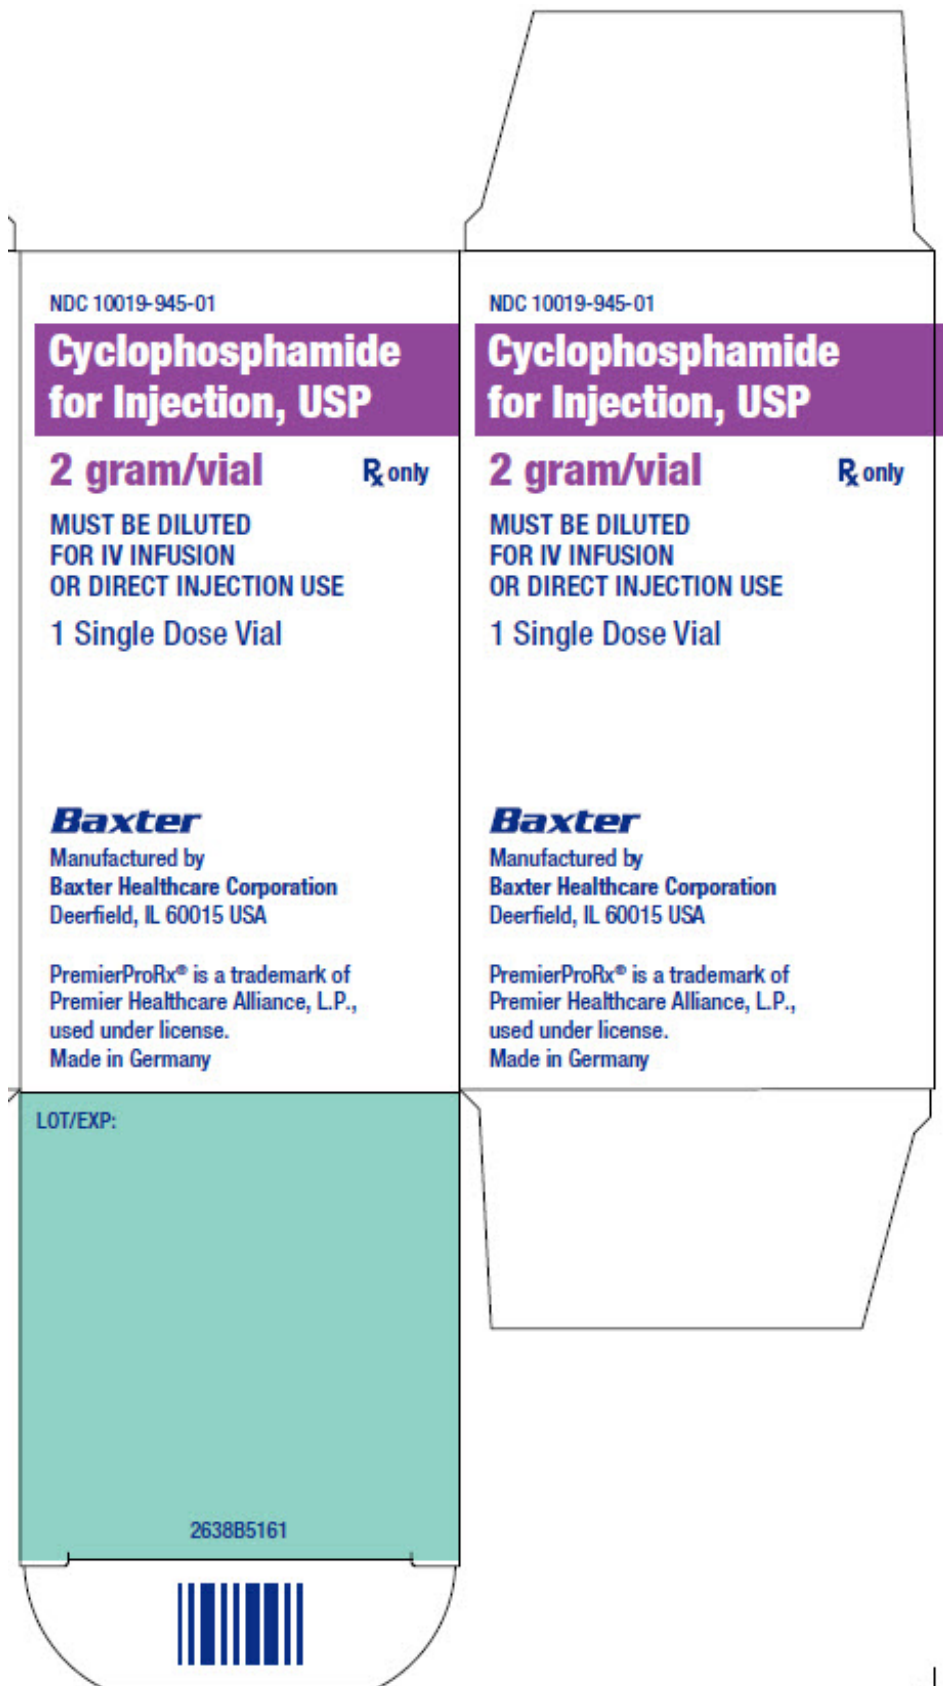 NDC 10019-945-01
Cyclophosphamide
for Injection, USP
2 gram/vial
Rx only
MUST BE DILUTED
FOR IV INFUSION
OR DIRECT INJECTION USE
1 Single Dose Vial
Baxter
Manufactured by
Baxter Healthcare Corporation
Deerfield, IL 60015 USA
PremierProRx® is a trademark of
Premier Healthcare Alliance, L.P.,
used under license.
Made in Germany
NDC 10019-945-01
Cyclophosphamide
for Injection, USP
2 gram/vial
Rx only
MUST BE DILUTED
FOR IV INFUSION
OR DIRECT INJECTION USE
1 Single Dose Vial
Baxter
Manufactured by
Baxter Healthcare Corporation
Deerfield, IL 60015 USA
PremierProRx® is a trademark of
Premier Healthcare Alliance, L.P.,
used under license.
Made in Germany
LOT/EXP:
2638B5161